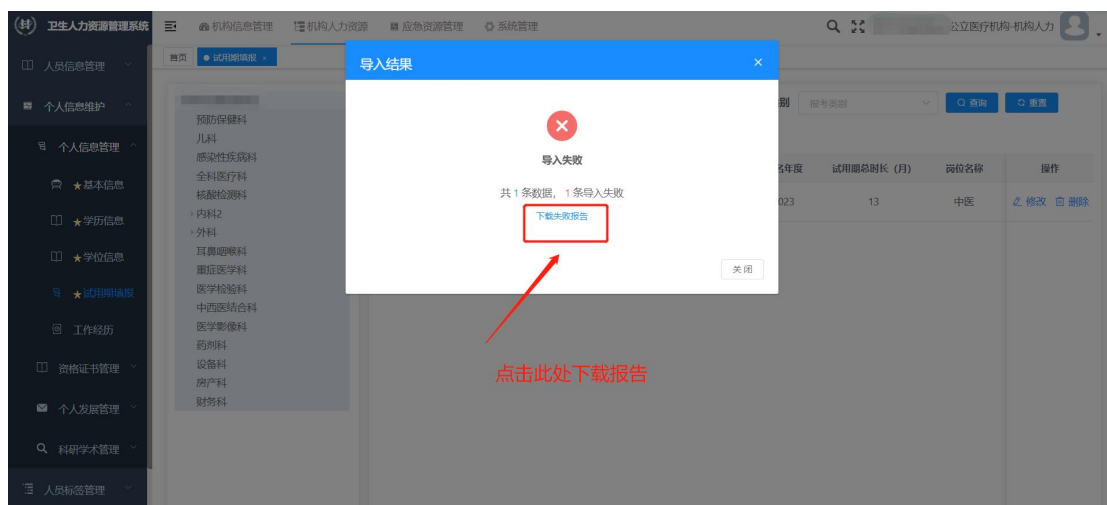 卫生人力资源管理系统
机构信息管理
机构人力资源
应急资源管理
系统管理
公立医疗机构-机构人力
人员信息管理
首页
试用期填报 ×
导入结果
×
个人信息维护
别
报考类别
查询
重置
预防保健科
儿科
个人信息管理
感染性疾病科
导入失败
全科医疗科
名年度
试用期总时长（月）
岗位名称
操作
★基本信息
核酸检测科
共 1 条数据， 1 条导入失败
023
13
中医
修改
删除
内科2
下载失败报告
★学历信息
外科
耳鼻咽喉科
★学位信息
重症医学科
关 闭
医学检验科
★试用期填报
中西医结合科
医学影像科
工作经历
药剂科
资格证书管理
设备科
点击此处下载报告
房产科
个人发展管理
财务科
科研学术管理
人员标签管理